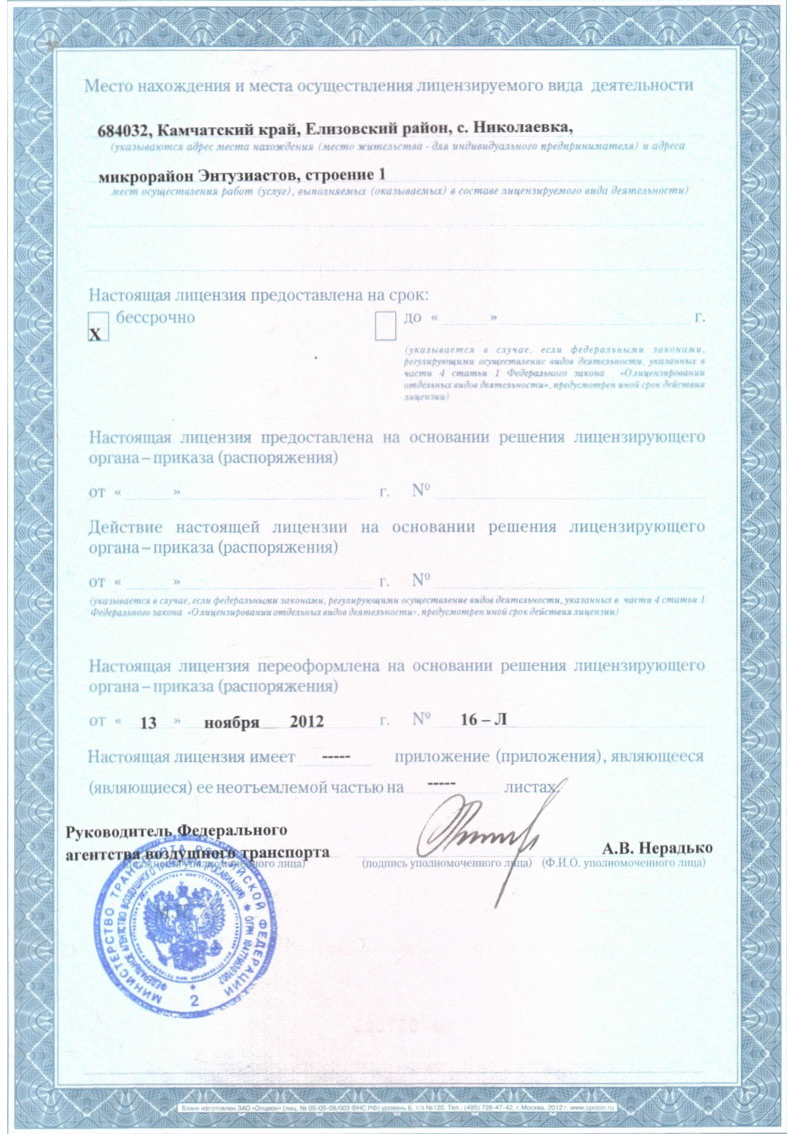 Место нахождения и места осуществления лицензируемого вида деятельности
684032, Камчатский край, Елизовский район, с. Николаевка,
(указываются адрес места нахождения (место жительства - для индивидуального предпринимателя) и адреса
микрорайон Энтузиастов, строение 1
мест осуществления работ (услуг), выполняемых (оказываемых) в составе лицензируемого вида деятельности)
Настоящая лицензия предоставлена на срок:
X бессрочно до « » г.
(указывается в случае, если федеральными законами,
регулирующими осуществление видов деятельности, указанных в
части 4 статьи 1 Федерального закона «О лицензировании
отдельных видов деятельности», предусмотрен иной срок действия
лицензии)
Настоящая лицензия предоставлена на основании решения лицензирующего
органа – приказа (распоряжения)
от « » г. №
Действие настоящей лицензии на основании решения лицензирующего
органа – приказа (распоряжения)
от « » г. №
(указывается в случае, если федеральными законами, регулирующими осуществление видов деятельности, указанных в части 4 статьи 1
Федерального закона «О лицензировании отдельных видов деятельности», предусмотрен иной срок действия лицензии)
Настоящая лицензия переоформлена на основании решения лицензирующего
органа – приказа (распоряжения)
от « 13 » ноября 2012 г. № 16 – Л
Настоящая лицензия имеет ----- приложение (приложения), являющееся
(являющиеся) ее неотъемлемой частью на ----- листах.
Руководитель Федерального
агентства воздушного транспорта А.В. Нерадько
(должность уполномоченного лица) (подпись уполномоченного лица) (Ф.И.О. уполномоченного лица)
МИНИСТЕРСТВО ТРАНСПОРТА РОССИЙСКОЙ ФЕДЕРАЦИИ
ФЕДЕРАЛЬНОЕ АГЕНТСТВО ВОЗДУШНОГО ТРАНСПОРТА (РОСАВИАЦИЯ)
2
Бланк изготовлен ЗАО «Опцион» (лиц. № 05-05-09/003 ФНС РФ) уровень Б, т/з №120 Тел.: (495) 726-47-42, г. Москва, 2012 г. www.opcion.ru